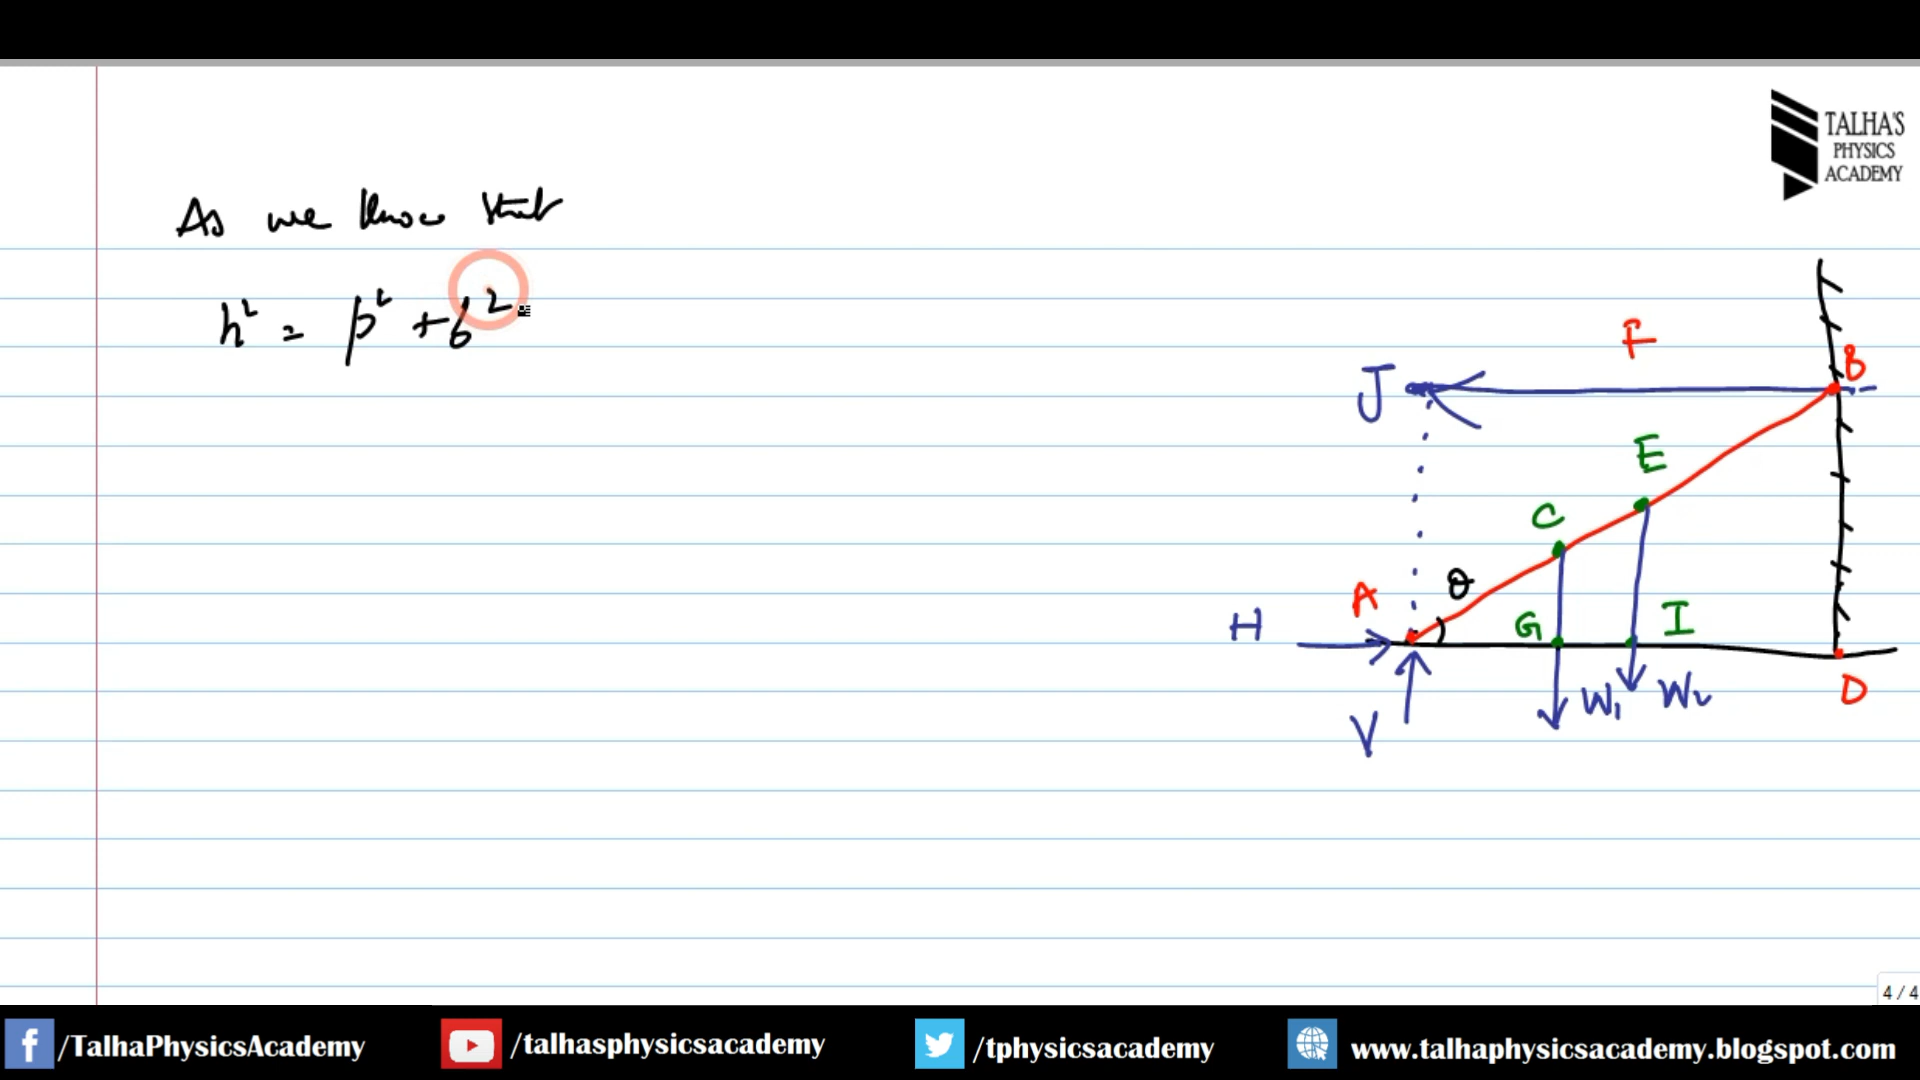 TALHA'S
PHYSICS
ACADEMY
As we know that
h² = p² + b²
F
J
B
E
C
θ
A
H
G
I
W₁
W₂
V
D
4 / 4
/TalhaPhysicsAcademy
/talhasphysicsacademy
/tphysicsacademy
www.talhaphysicsacademy.blogspot.com